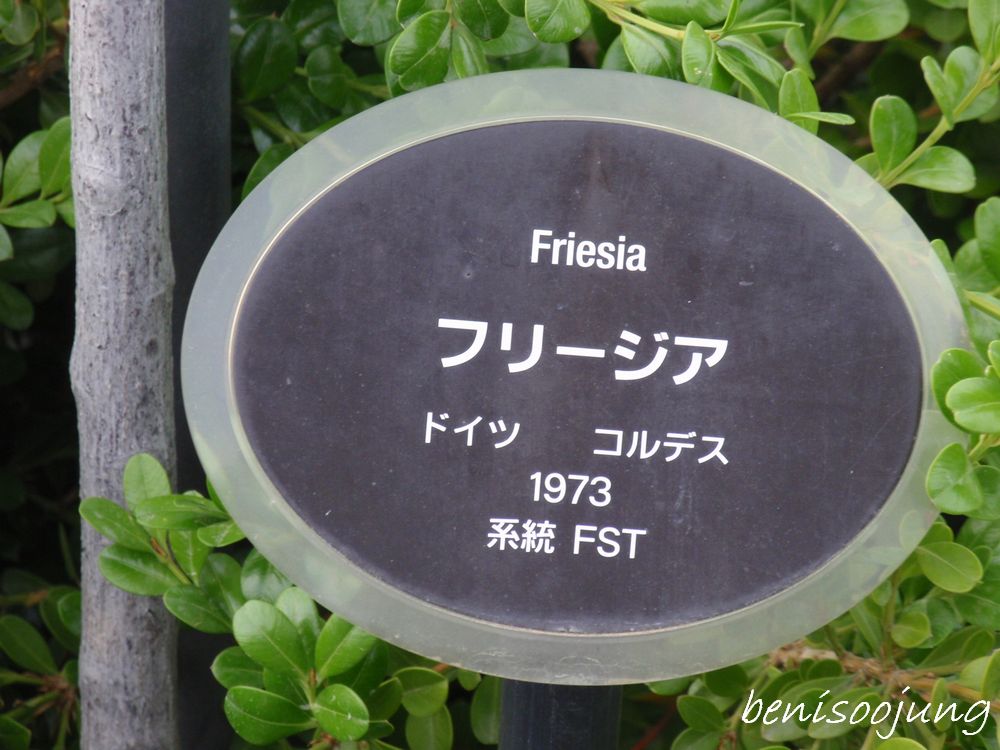 Friesia
フリージア
ドイツ コルデス
1973
系統 FST
benisoojung